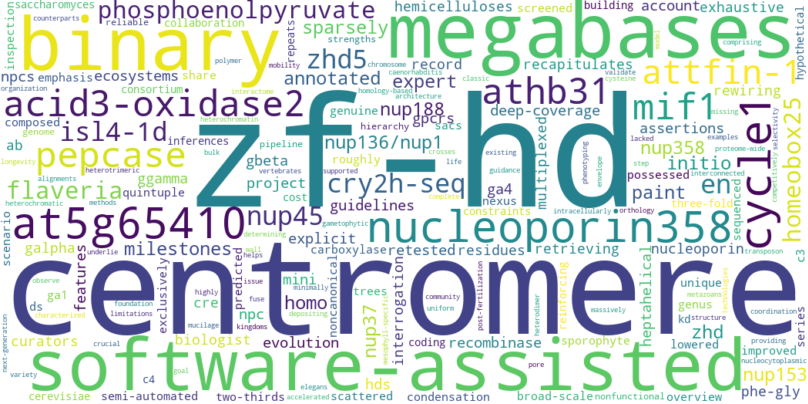 saccharomyces phosphoenolpyruvate hemicelluloses screened building account exhaustive
counterparts reliable collaboration
inspection binary sparsely megabases hypothetical
strengths repeats chromosome caenorhabditis comprising
polymer mobility zhd5 record recapitulates model
npcs emphasis ecosystems share annotated expert validate cysteine rewiring
organization interactome consortium homology-based architecture classic attfin-1
genome acid3-oxidase2 heterochromatin genuine nup188 athb31 mif1 missing
composed reliable hierarchy gpcrs deep-coverage proteome-wide selectivity
ab inferences isl4-1d bulk pipeline crosses sats multiplexed assertions examples
zf-hd nup136/nup1 existing lacked nup358 cycle1 homeobox25
longevity pepcase vertebrates roughly life envelope phenotyping hierarchy interconnected
heterotrimeric ggamma gbeta supported ga4 step initio possessed
flaveria quintuple project cry2h-seq nexus guidance en paint orthology
alignments heterochromatic methods cost complete constraints sequenced three-fold
at5g65410 nup45 guidelines gametophytic nucleoporin358 competitively
determining explicit intracellularly
scenario galpha milestones wall carboxylase retested residues retrieving nucleoporin c3
features underlie noncanonical interrogation reinforcing heptahelical trees
centromere
observe ga1 exclusively predicted helps mini homo npc community post-fertilization heterodimer unique metazoans coordination
ds characterized highly issue cre foundation minimally uniform genus structure
next-generation curators crucial limitations fuse depositing evolution nup37 mesophyll-specific coding recombinase massively kd zhd nucleocytoplasmic
c4 biologist mucilage kingdoms hds elegans pore sporophyte lowered improved providing series
software-assisted nup153
variety goal
cerevisiae semi-automated two-thirds accelerated scattered condensation broad-scale nonfunctional overview phe-gly